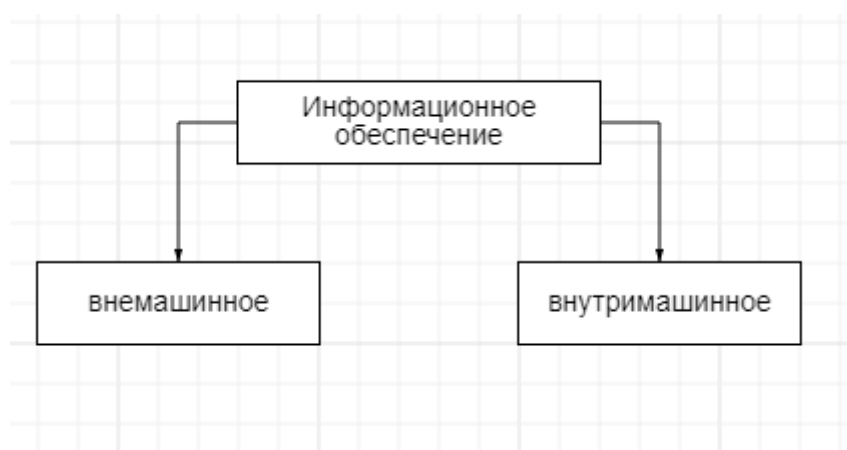 Информационное
обеспечение
внемашинное
внутримашинное